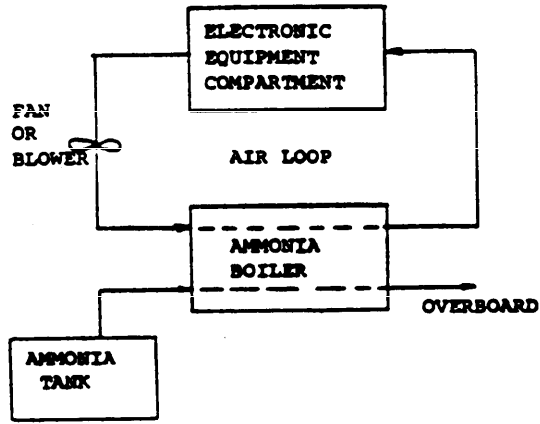 ELECTRONIC
EQUIPMENT
COMPARTMENT
FAN
OR
BLOWER
AIR LOOP
AMMONIA
BOILER
OVERBOARD
AMMONIA
TANK